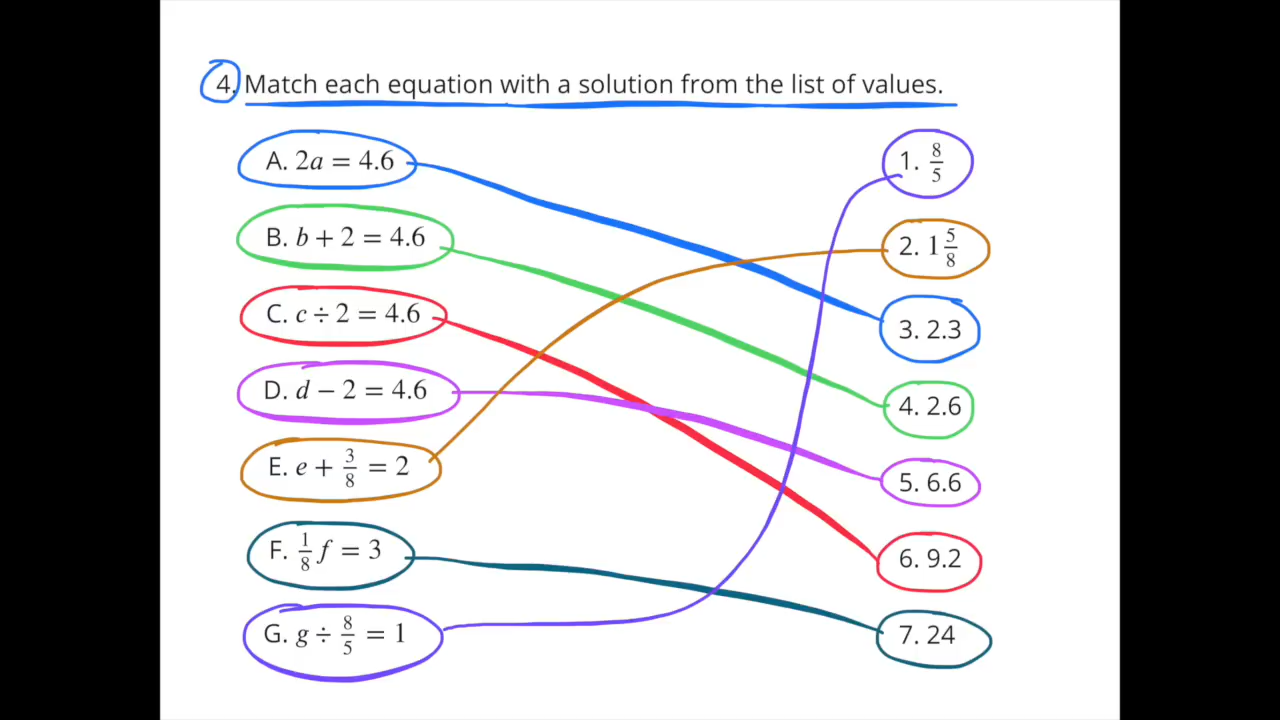 4. Match each equation with a solution from the list of values.
A. 2a = 4.6
B. b + 2 = 4.6
C. c ÷ 2 = 4.6
D. d − 2 = 4.6
E. e + 3/8 = 2
F. 1/8 f = 3
G. g ÷ 8/5 = 1
1. 8/5
2. 1 5/8
3. 2.3
4. 2.6
5. 6.6
6. 9.2
7. 24